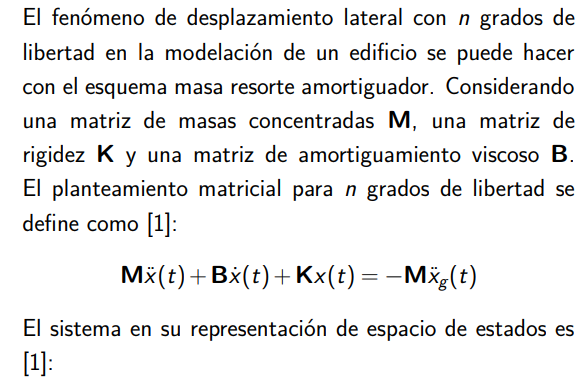 El fenómeno de desplazamiento lateral con n grados de
libertad en la modelación de un edificio se puede hacer
con el esquema masa resorte amortiguador. Considerando
una matriz de masas concentradas M, una matriz de
rigidez K y una matriz de amortiguamiento viscoso B.
El planteamiento matricial para n grados de libertad se
define como [1]:
Mẍ(t) + Bẋ(t) + Kx(t) = −Mẍg(t)
El sistema en su representación de espacio de estados es
[1]: